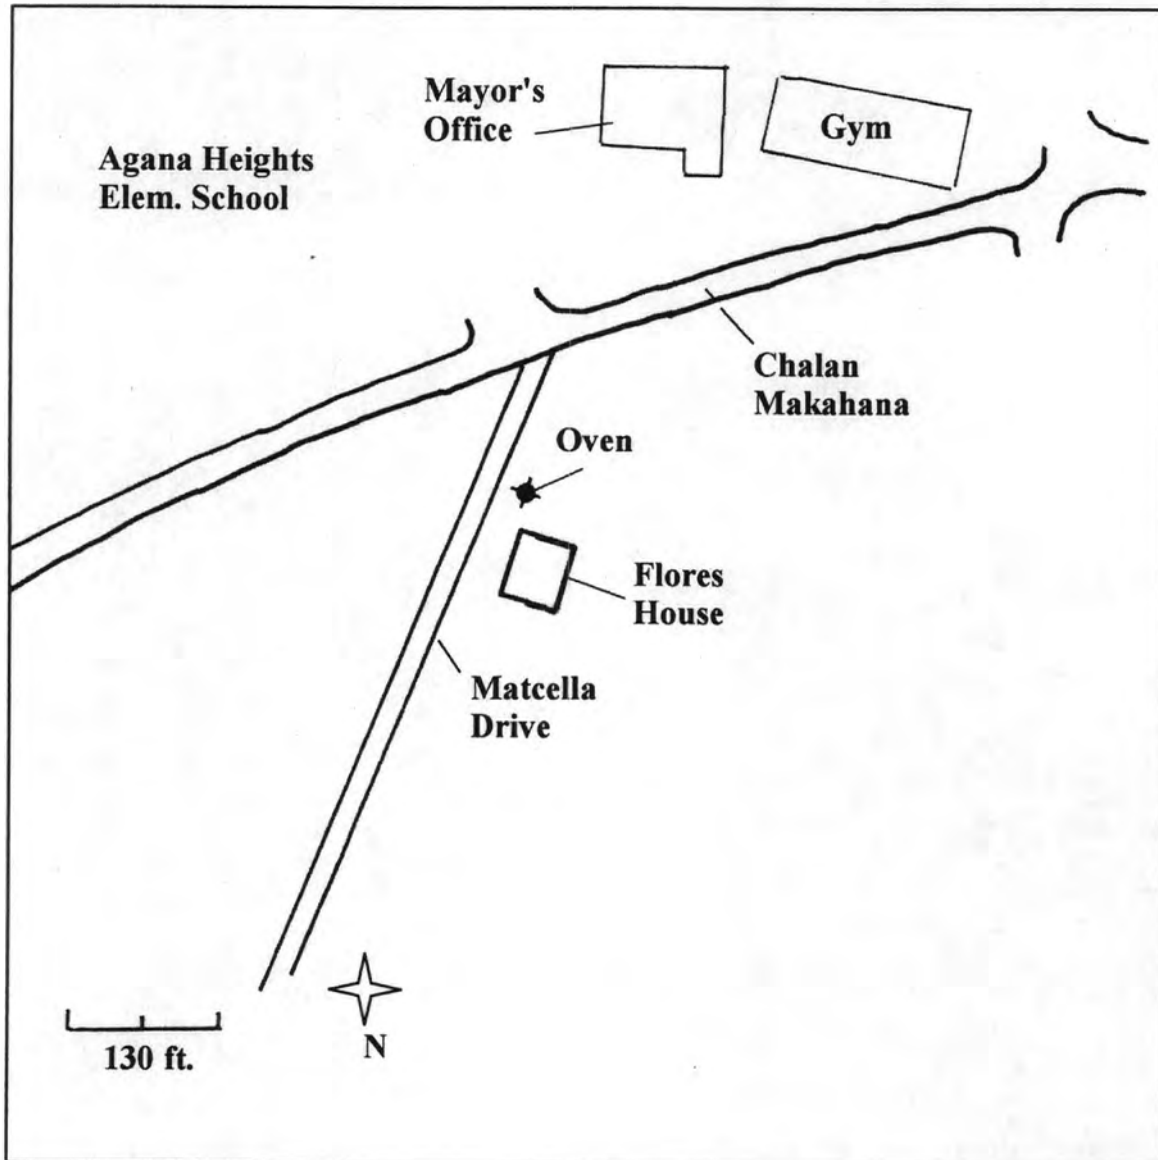 Mayor's
Office
Gym
Agana Heights
Elem. School
Chalan
Makahana
Oven
Flores
House
Matcella
Drive
N
130 ft.